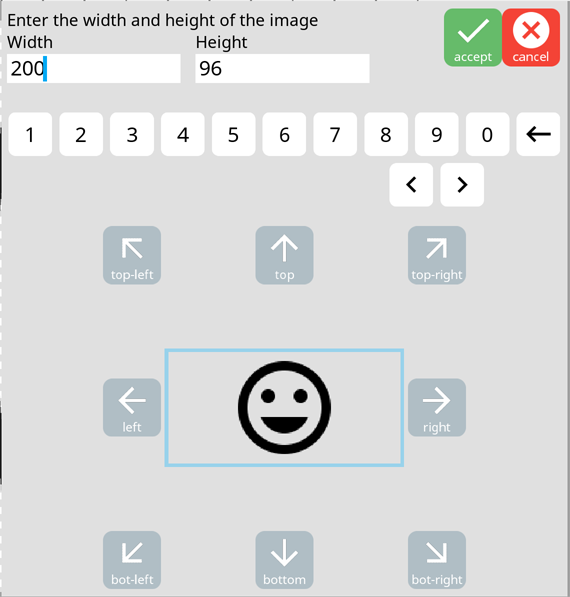 Enter the width and height of the image
Width Height
200 96
accept cancel
1 2 3 4 5 6 7 8 9 0
top-left top top-right
left right
bot-left bottom bot-right